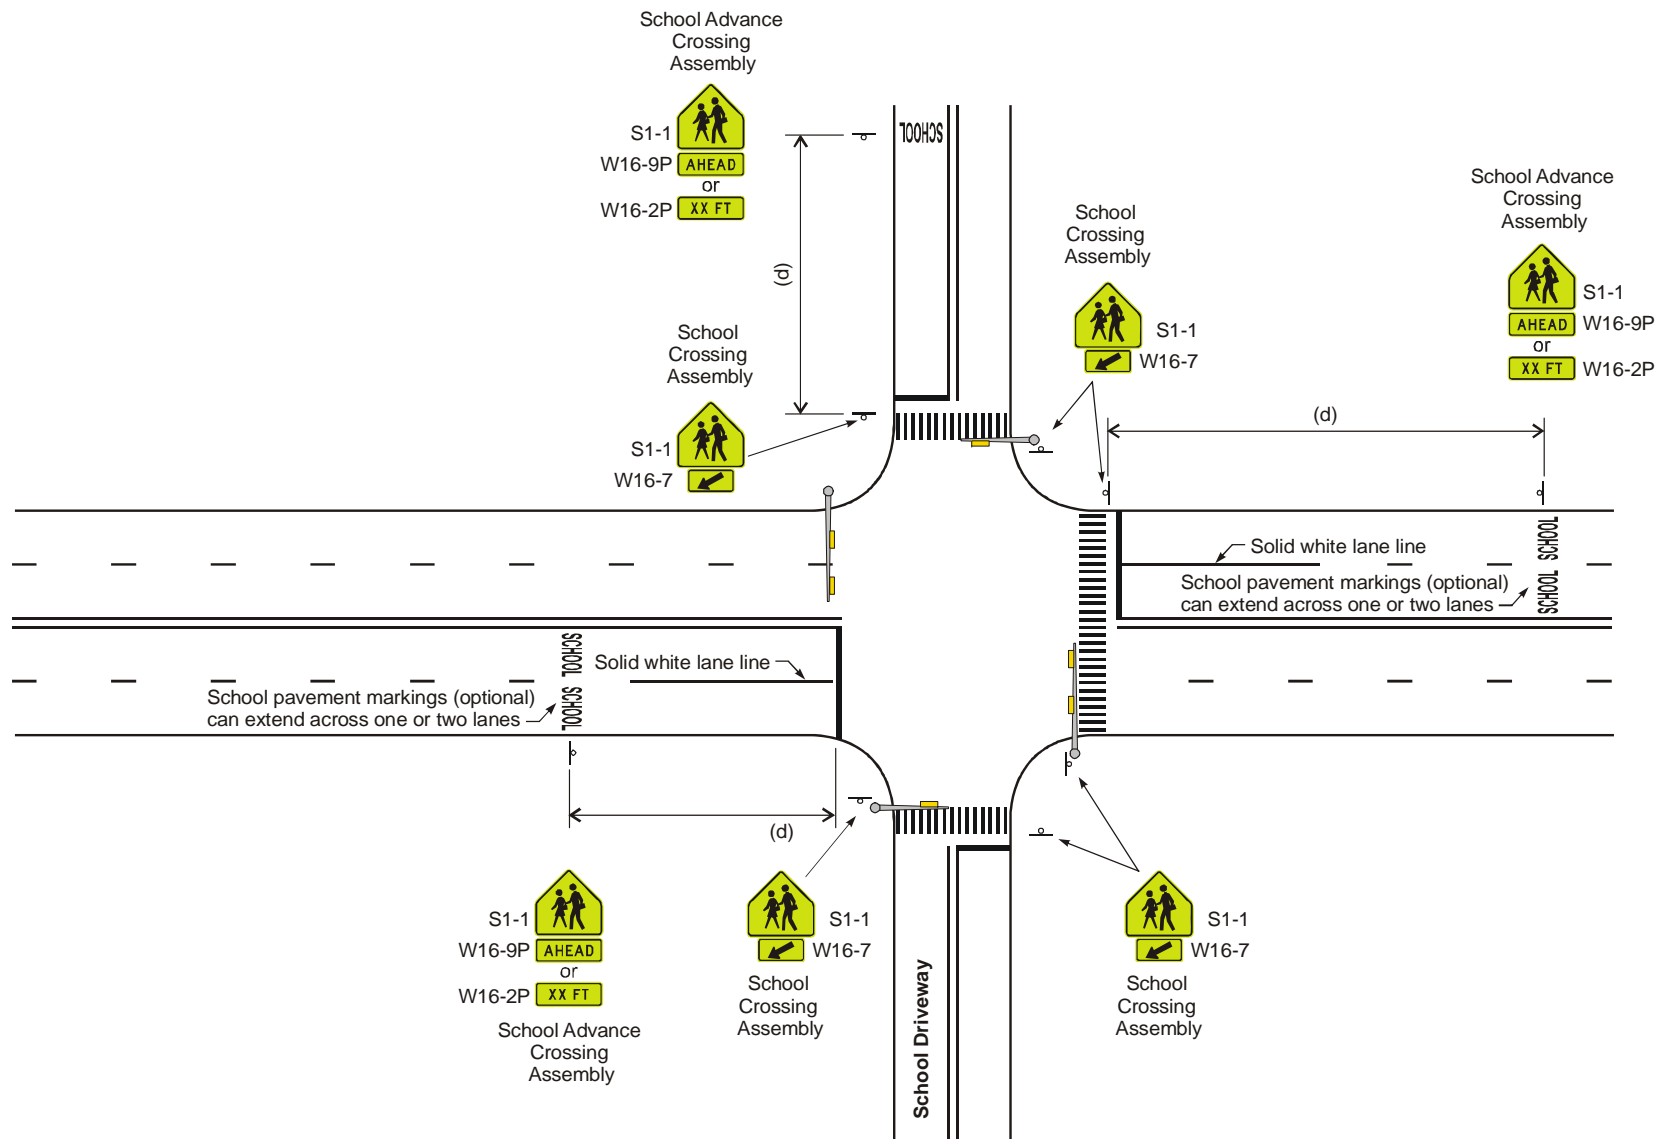 School Advance
Crossing
Assembly
S1-1
W16-9P AHEAD
or
W16-2P XX FT
SCHOOL
(d)
School
Crossing
Assembly
S1-1
W16-7
School
Crossing
Assembly
S1-1
W16-7
School Advance
Crossing
Assembly
S1-1
AHEAD W16-9P
or
XX FT W16-2P
(d)
Solid white lane line
School pavement markings (optional)
can extend across one or two lanes
SCHOOL SCHOOL
SCHOOL SCHOOL
Solid white lane line
School pavement markings (optional)
can extend across one or two lanes
(d)
S1-1
W16-9P AHEAD
or
W16-2P XX FT
School Advance
Crossing
Assembly
S1-1
W16-7
School
Crossing
Assembly
School Driveway
S1-1
W16-7
School
Crossing
Assembly